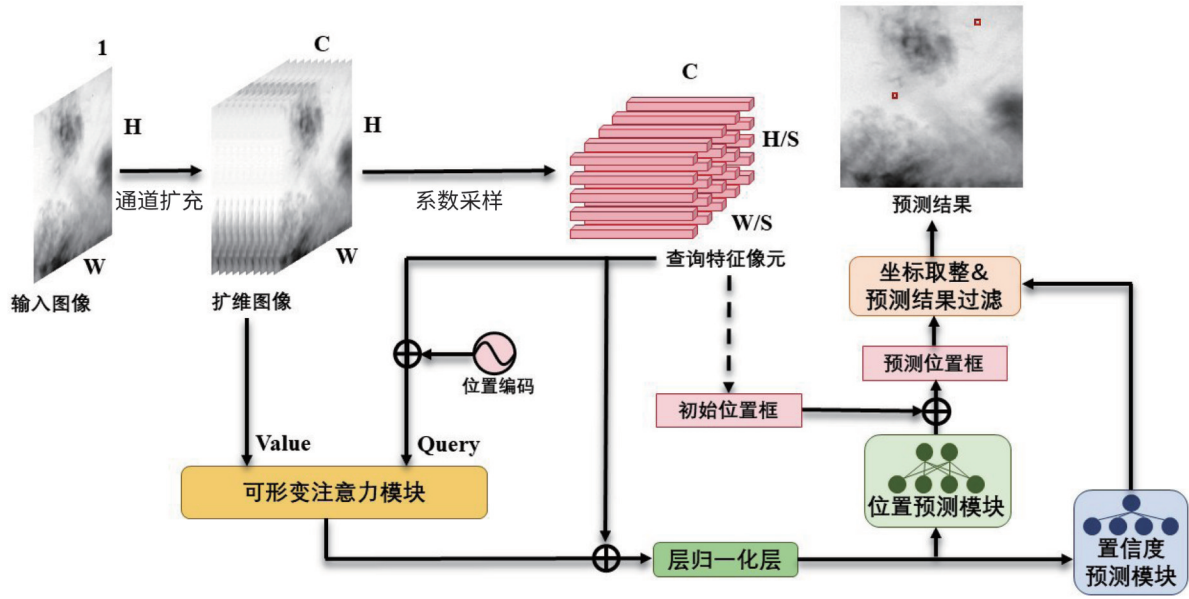 1
H
W
输入图像
通道扩充
C
H
W
扩维图像
系数采样
C
H/S
W/S
查询特征像元
位置编码
Value
Query
可形变注意力模块
初始位置框
层归一化层
位置预测模块
置信度
预测模块
预测位置框
坐标取整&
预测结果过滤
预测结果